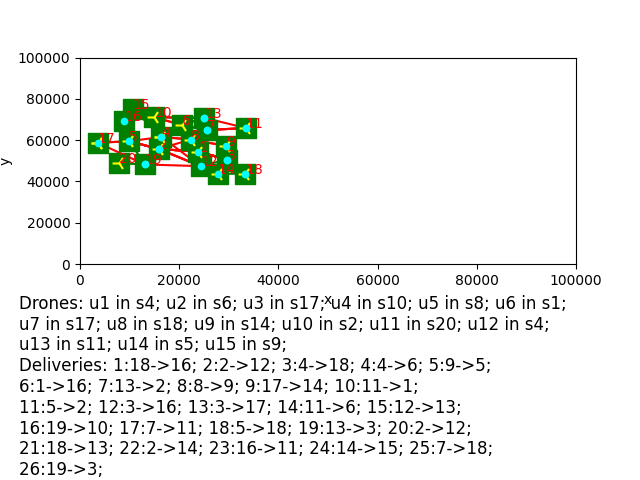 100000
80000
60000
40000
20000
0
y
0 20000 40000 60000 80000 100000
x
Drones: u1 in s4; u2 in s6; u3 in s17; u4 in s10; u5 in s8; u6 in s1;
u7 in s17; u8 in s18; u9 in s14; u10 in s2; u11 in s20; u12 in s4;
u13 in s11; u14 in s5; u15 in s9;
Deliveries: 1:18->16; 2:2->12; 3:4->18; 4:4->6; 5:9->5;
6:1->16; 7:13->2; 8:8->9; 9:17->14; 10:11->1;
11:5->2; 12:3->16; 13:3->17; 14:11->6; 15:12->13;
16:19->10; 17:7->11; 18:5->18; 19:13->3; 20:2->12;
21:18->13; 22:2->14; 23:16->11; 24:14->15; 25:7->18;
26:19->3;